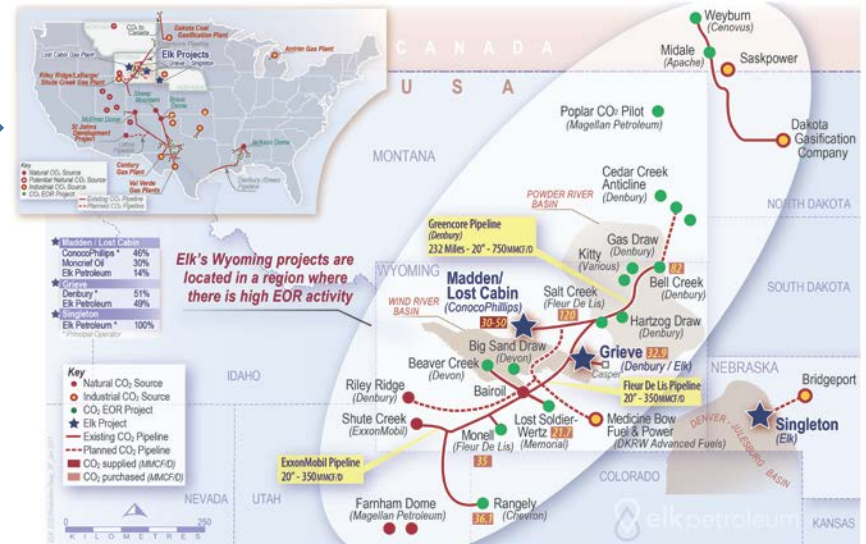 CO₂ to
Canada
Dakota Coal
Gasification Plant
Antrim Gas Plant
Lost Cabin Gas Plant
Elk Projects
Grieve
Singleton
Riley Ridge/LaBarge
Shute Creek Gas Plant
Sheep
Mountain
Bravo
Dome
McElmo Dome
St Johns
Development
Project
Jackson Dome
Century
Gas Plant
Val Verde
Gas Plants
Key
Natural CO₂ Source
Potential Natural CO₂ Source
Industrial CO₂ Source
CO₂ EOR Project
Existing CO₂ Pipeline
Planned CO₂ Pipeline
CANADA
USA
Weyburn
(Cenovus)
Midale
(Apache)
Saskpower
Dakota
Gasification
Company
Poplar CO₂ Pilot
(Magellan Petroleum)
MONTANA
Cedar Creek
Anticline
(Denbury)
POWDER RIVER
BASIN
NORTH DAKOTA
Greencore Pipeline
(Denbury)
232 Miles - 20" - 750MMCF/D
Gas Draw
(Denbury)
Kitty
(Various)
82
Bell Creek
(Denbury)
SOUTH DAKOTA
Madden / Lost Cabin
ConocoPhillips * 46%
Moncrief Oil 30%
Elk Petroleum 14%
Grieve
Denbury * 51%
Elk Petroleum 49%
Singleton
Elk Petroleum * 100%
* Principal Operator
Elk's Wyoming projects are
located in a region where
there is high EOR activity
WYOMING
WIND RIVER
BASIN
Madden/
Lost Cabin
(ConocoPhillips)
30-50
Salt Creek
(Fleur De Lis)
120
Hartzog Draw
(Denbury)
Big Sand Draw
(Devon)
Beaver Creek
(Devon)
Grieve 32.9
(Denbury / Elk)
Casper
NEBRASKA
Bridgeport
IDAHO
Riley Ridge
(Denbury)
Bairoil
Fleur De Lis Pipeline
20" - 350MMCF/D
Shute Creek
(ExxonMobil)
Monell
(Fleur De Lis)
35
Lost Soldier-
Wertz 21.7
(Memorial)
Medicine Bow
Fuel & Power
(DKRW Advanced Fuels)
DENVER - JULESBURG BASIN
Singleton
(Elk)
ExxonMobil Pipeline
20" - 350MMCF/D
COLORADO
Key
Natural CO₂ Source
Industrial CO₂ Source
CO₂ EOR Project
Elk Project
Existing CO₂ Pipeline
Planned CO₂ Pipeline
CO₂ supplied (MMCF/D)
CO₂ purchased (MMCF/D)
NEVADA
UTAH
Farnham Dome
(Magellan Petroleum)
Rangely
(Chevron)
36.1
KANSAS
0 250
KILOMETRES
elkpetroleum